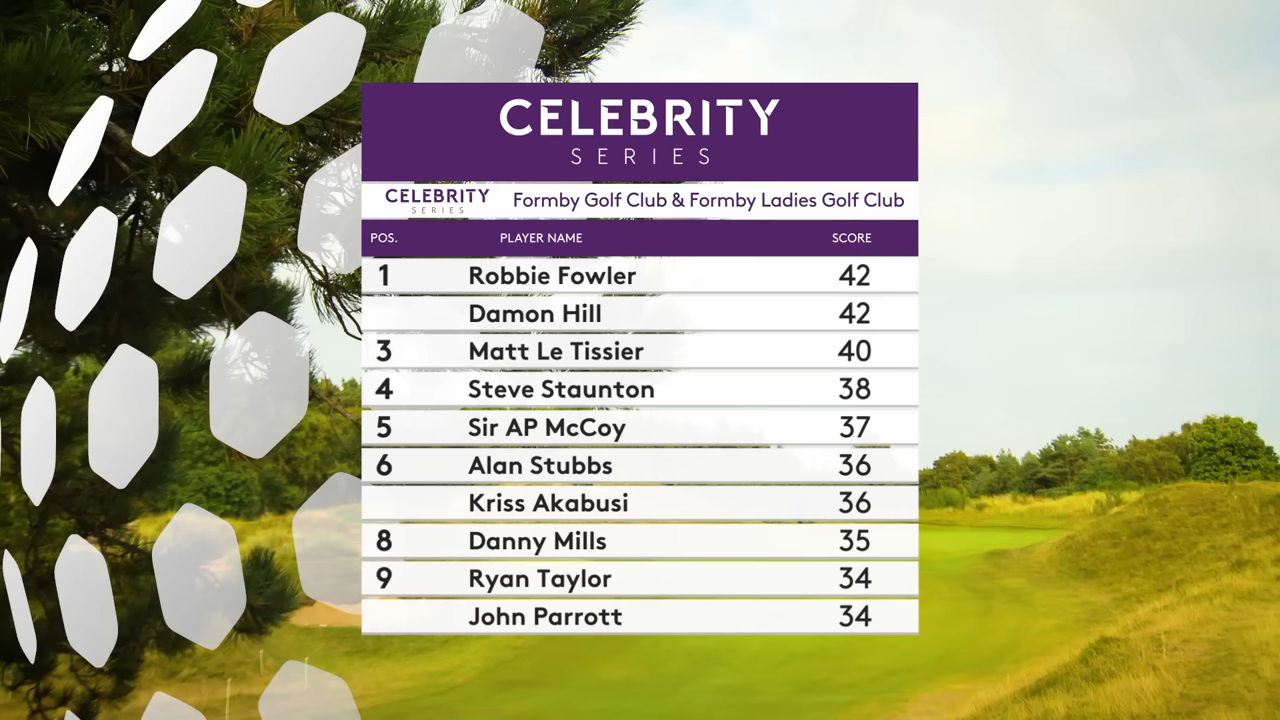 CELEBRITY
SERIES
CELEBRITY
SERIES
Formby Golf Club & Formby Ladies Golf Club
POS. PLAYER NAME SCORE
1 Robbie Fowler 42
Damon Hill 42
3 Matt Le Tissier 40
4 Steve Staunton 38
5 Sir AP McCoy 37
6 Alan Stubbs 36
Kriss Akabusi 36
8 Danny Mills 35
9 Ryan Taylor 34
John Parrott 34